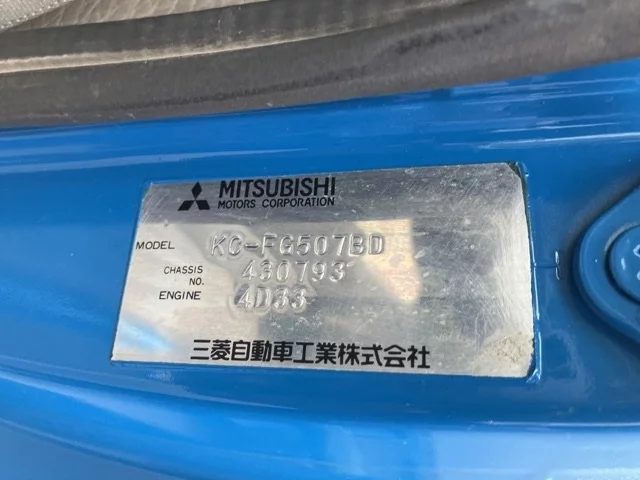 MITSUBISHI
MOTORS CORPORATION
MODEL KC-FG507BD
CHASSIS NO. 430793
ENGINE 4D33
三菱自動車工業株式会社